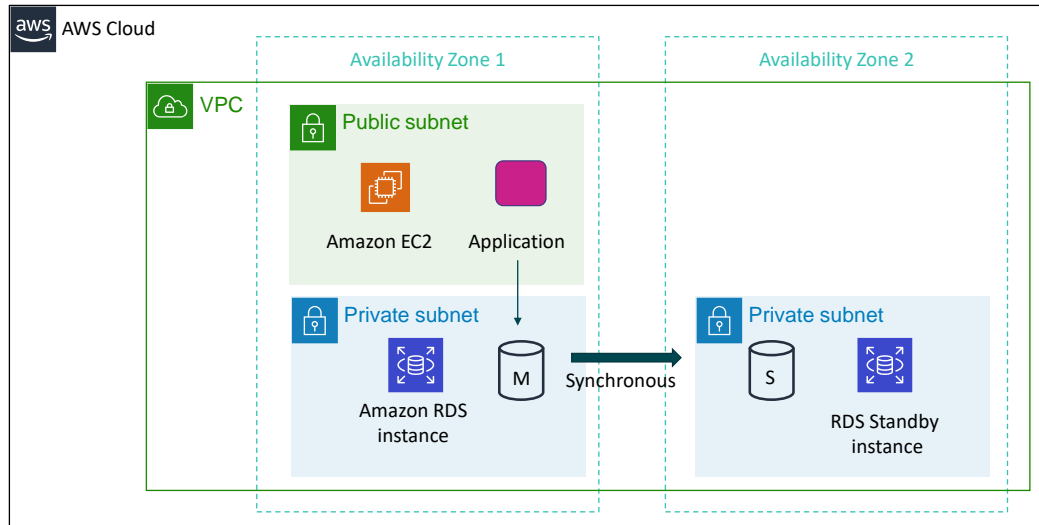 aws
AWS Cloud
Availability Zone 1
Availability Zone 2
VPC
Public subnet
Amazon EC2
Application
Private subnet
Private subnet
M
Synchronous
S
Amazon RDS
instance
RDS Standby
instance